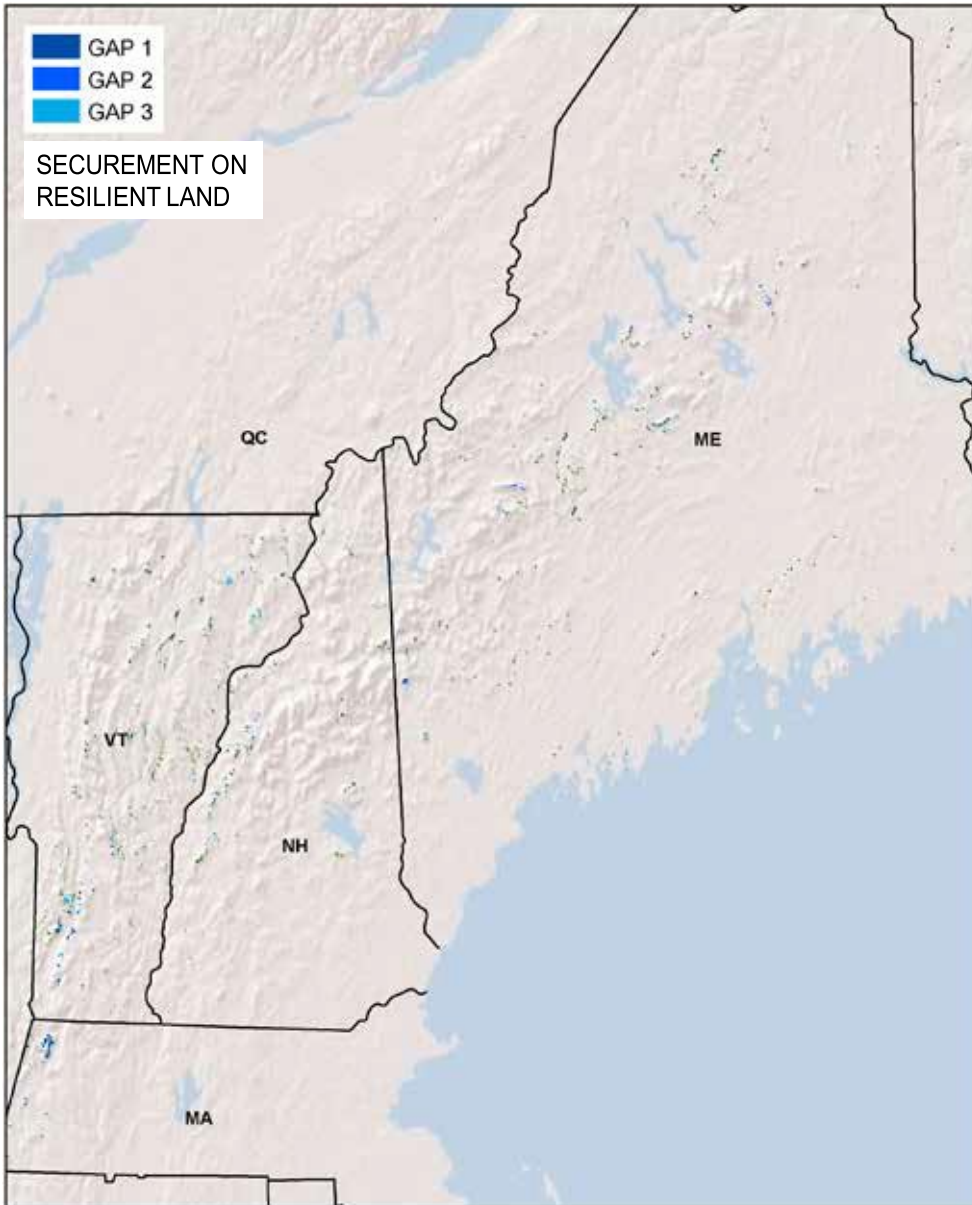 GAP 1
GAP 2
GAP 3
SECUREMENT ON
RESILIENT LAND
QC
ME
VT
NH
MA